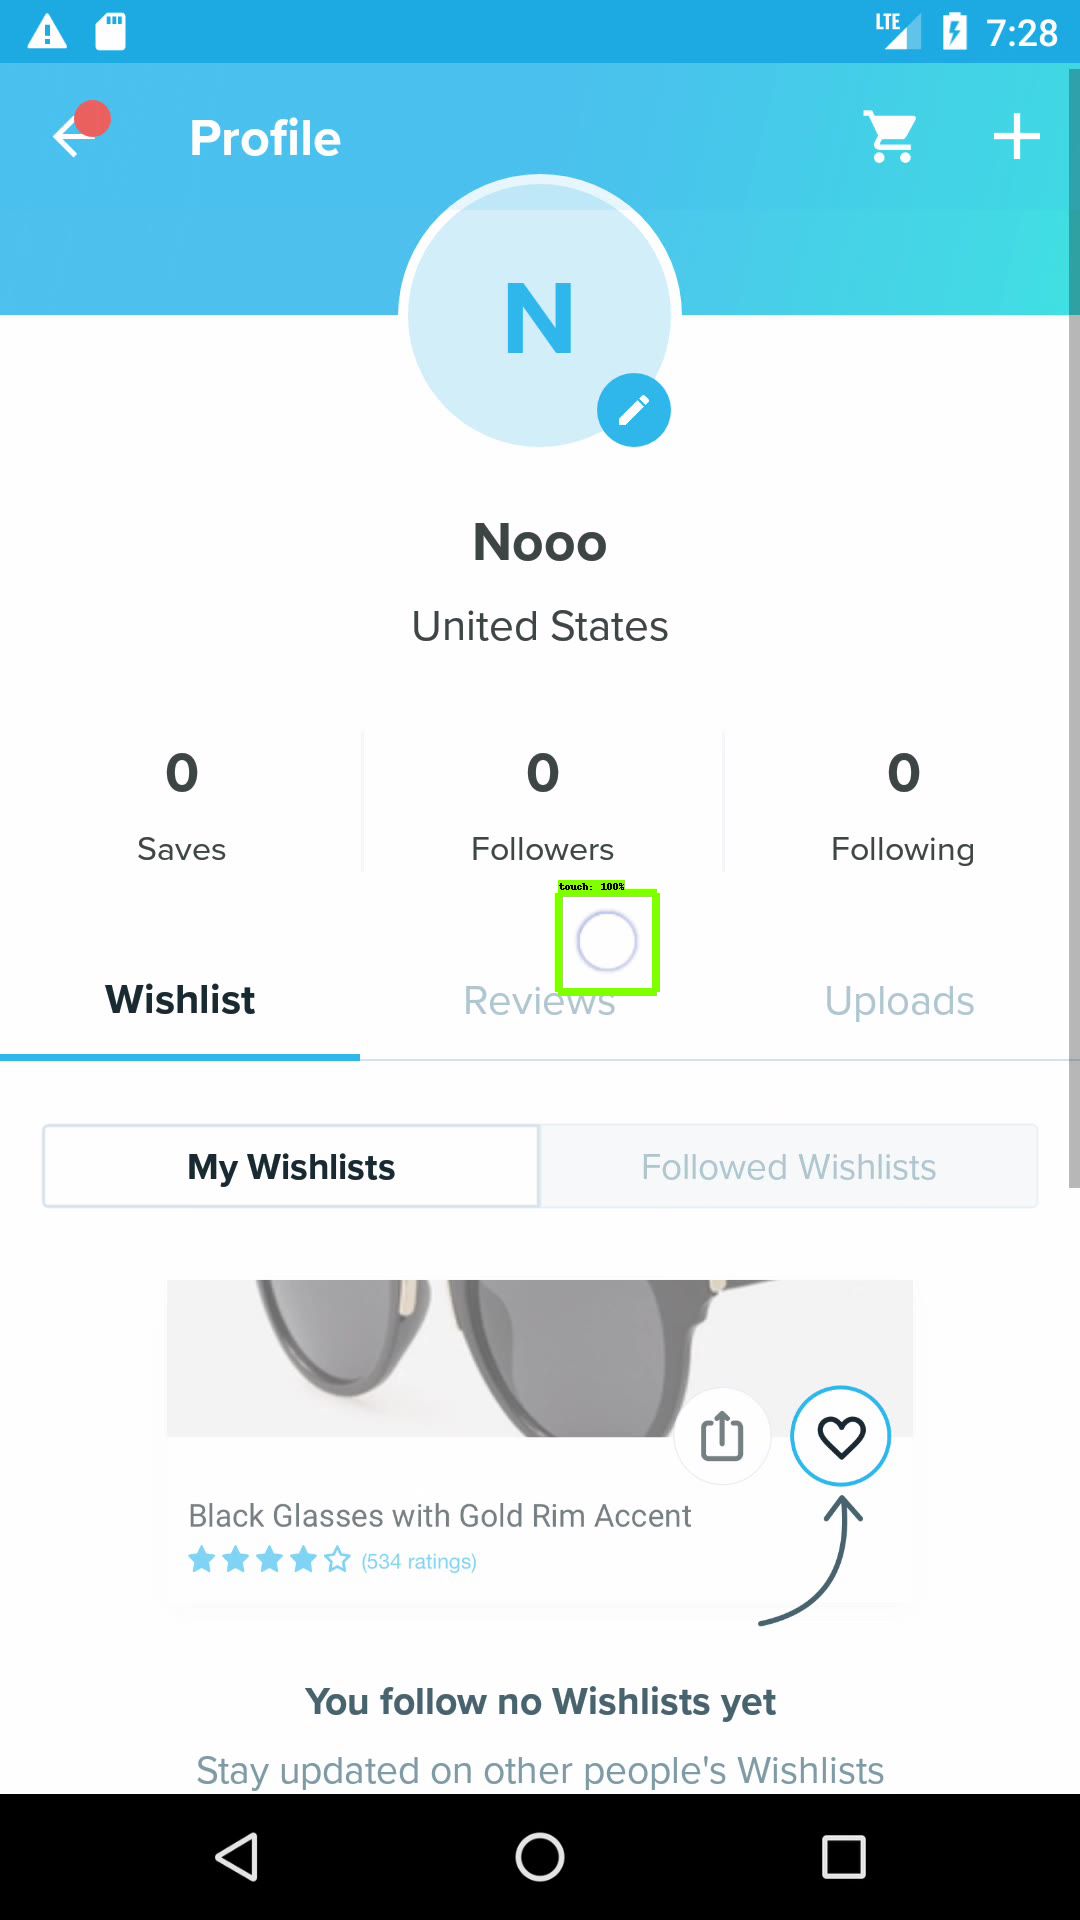 LTE 7:28
Profile
N
Nooo
United States
0 0 0
Saves Followers Following
touch: 100%
Wishlist Reviews Uploads
My Wishlists Followed Wishlists
Black Glasses with Gold Rim Accent
(534 ratings)
You follow no Wishlists yet
Stay updated on other people's Wishlists